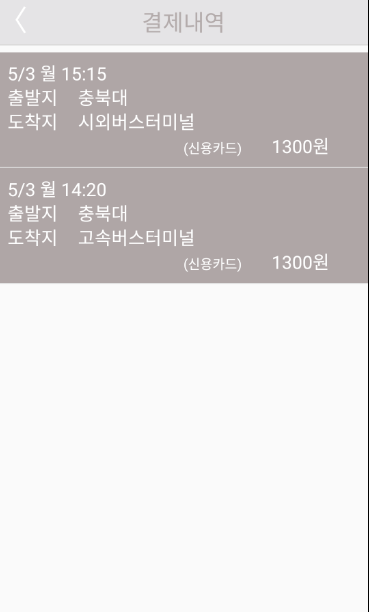 결제내역
5/3 월 15:15
출발지 충북대
도착지 시외버스터미널
(신용카드) 1300원
5/3 월 14:20
출발지 충북대
도착지 고속버스터미널
(신용카드) 1300원